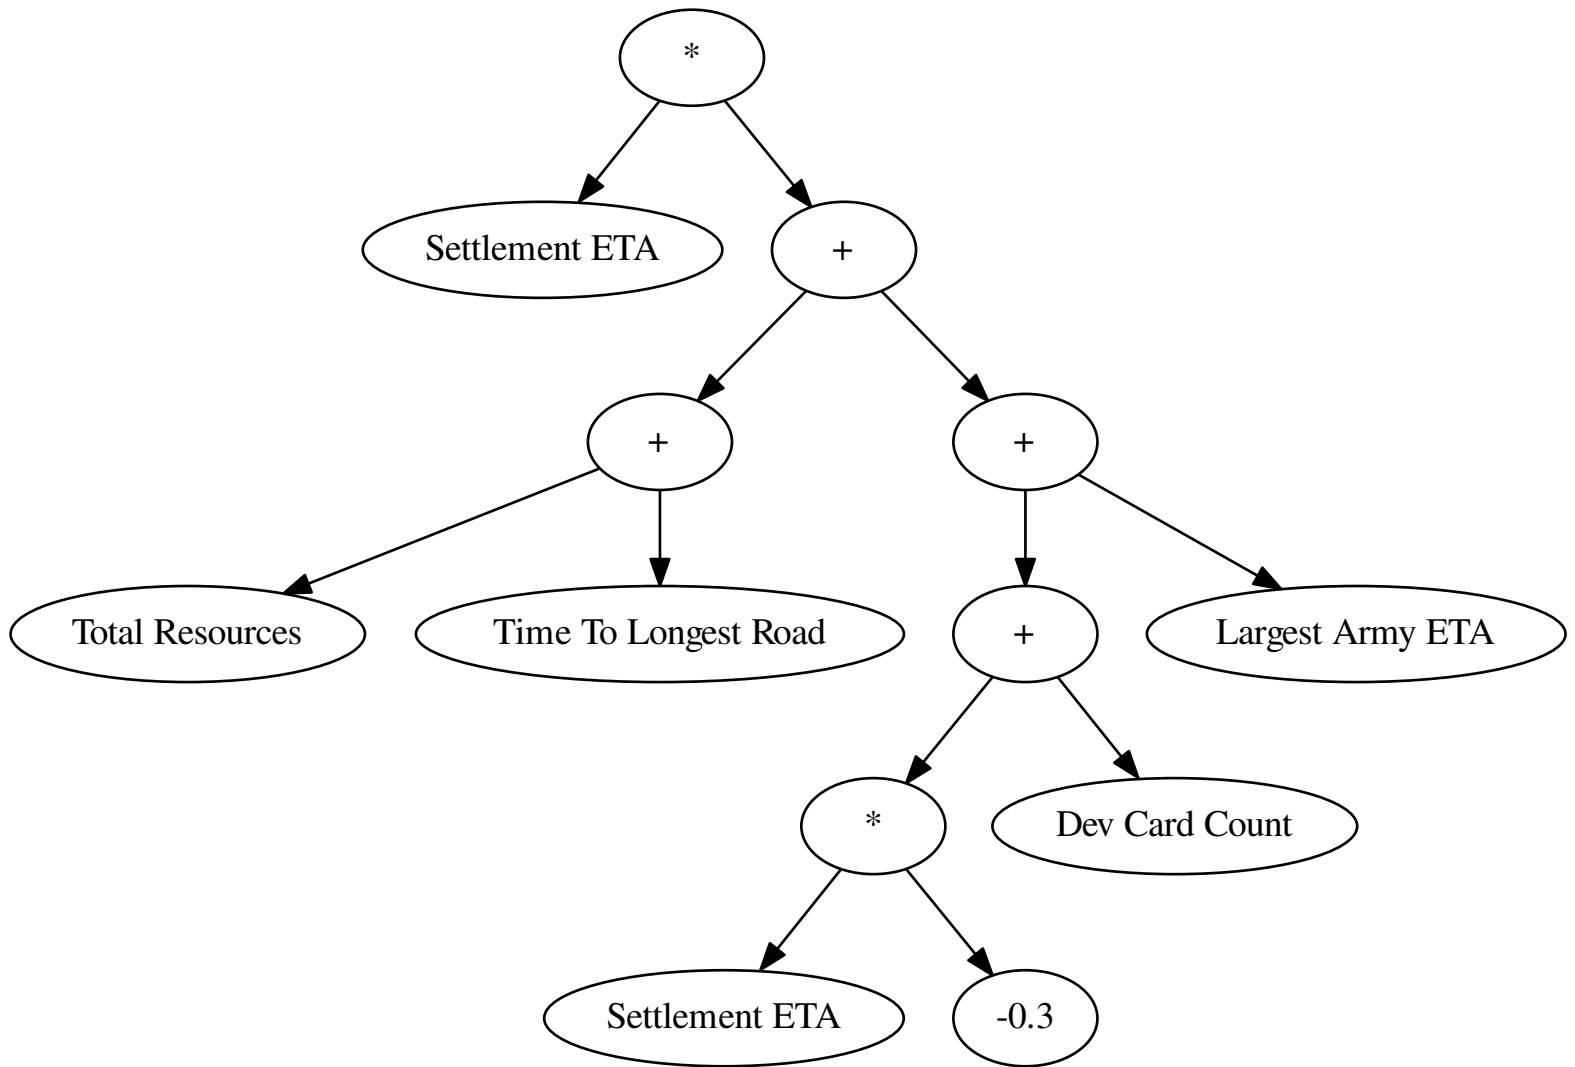 *
Settlement ETA
+
+
+
Total Resources
Time To Longest Road
+
Largest Army ETA
*
Dev Card Count
Settlement ETA
-0.3